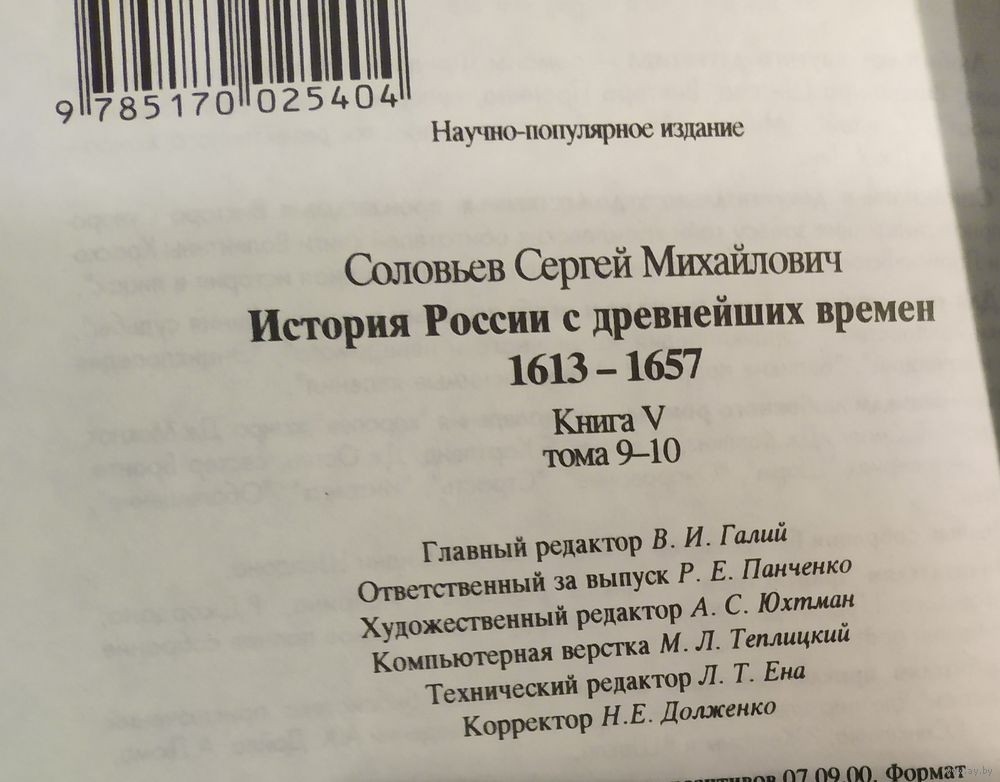 9 785170 025404
Научно-популярное издание
Соловьев Сергей Михайлович
История России с древнейших времен
1613 – 1657
Книга V
тома 9–10
Главный редактор В. И. Галий
Ответственный за выпуск Р. Е. Панченко
Художественный редактор А. С. Юхтман
Компьютерная верстка М. Л. Теплицкий
Технический редактор Л. Т. Ена
Корректор Н.Е. Долженко
07.09.00. Формат